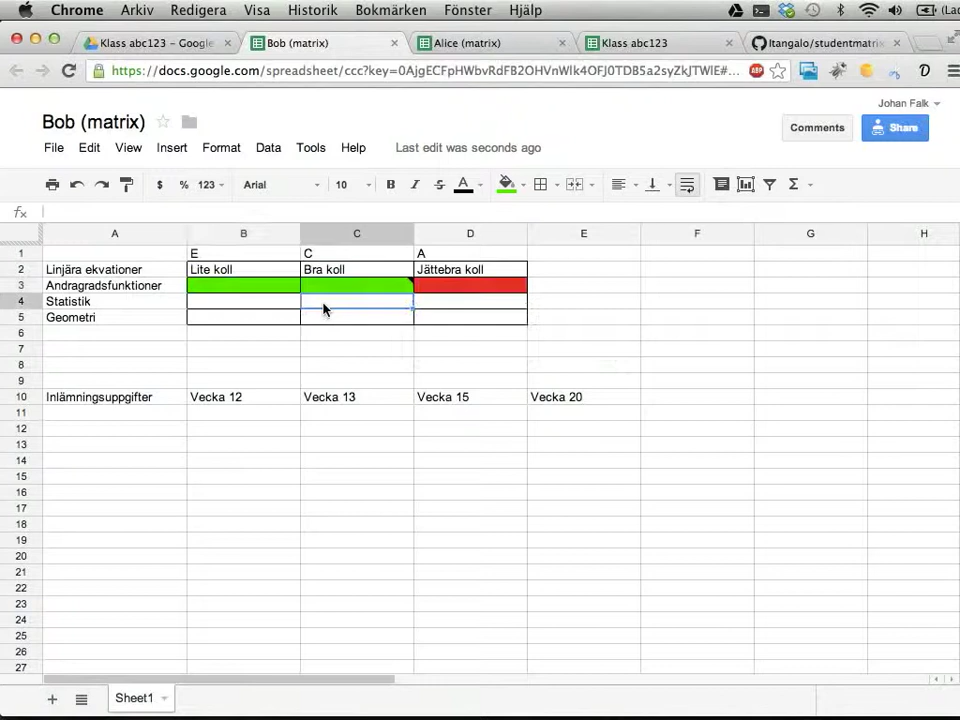 Chrome Arkiv Redigera Visa Historik Bokmärken Fönster Hjälp
Klass abc123 – Google Bob (matrix) Alice (matrix) Klass abc123 Itangalo/studentmatrix
https://docs.google.com/spreadsheet/ccc?key=0AjgECFpHWbvRdFB2OHVnWlk4OFJ0TDB5a2syZkJTWlE#...
Johan Falk
Bob (matrix)
Comments Share
File Edit View Insert Format Data Tools Help Last edit was seconds ago
$ % 123 Arial 10 B I S A Σ
fx
A B C D E F G H
1 E C A
2 Linjära ekvationer Lite koll Bra koll Jättebra koll
3 Andragradsfunktioner
4 Statistik
5 Geometri
6
7
8
9
10 Inlämningsuppgifter Vecka 12 Vecka 13 Vecka 15 Vecka 20
11
12
13
14
15
16
17
18
19
20
21
22
23
24
25
26
27
Sheet1